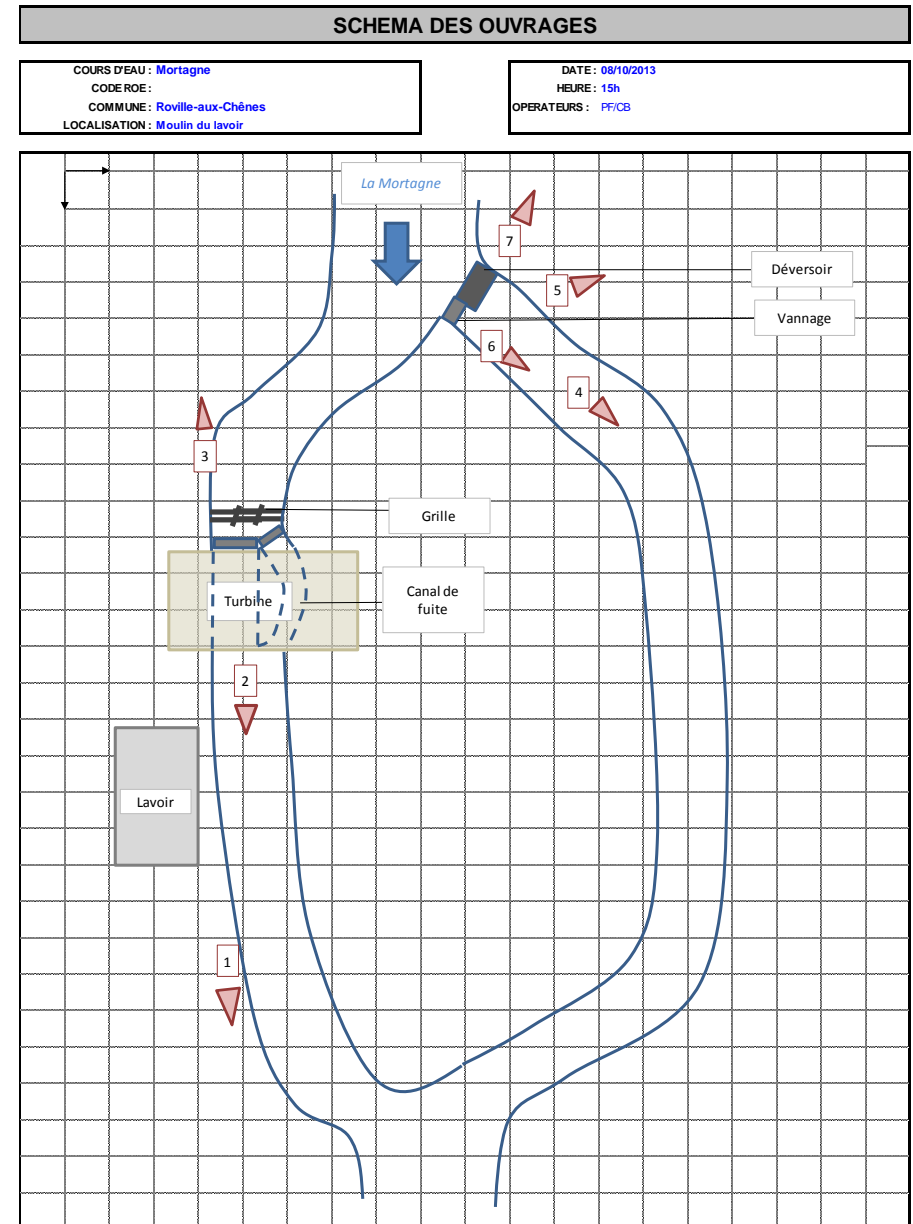 SCHEMA DES OUVRAGES
COURS D'EAU : Mortagne
CODE ROE :
COMMUNE : Roville-aux-Chênes
LOCALISATION : Moulin du lavoir
DATE : 08/10/2013
HEURE : 15h
OPERATEURS : PF/CB
La Mortagne
7
Déversoir
5
Vannage
6
4
3
Grille
Turbine
Canal de
fuite
2
Lavoir
1